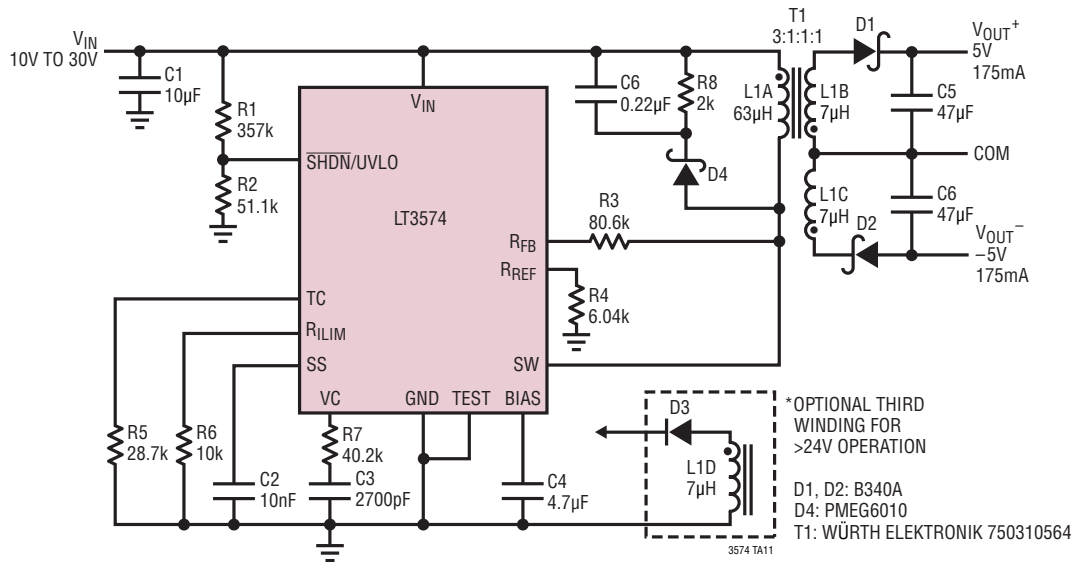 VIN
10V TO 30V
C1
10µF
R1
357k
R2
51.1k
VIN
SHDN/UVLO
LT3574
RFB
RREF
SW
TC
RILIM
SS
VC
GND
TEST
BIAS
R5
28.7k
R6
10k
C2
10nF
R7
40.2k
C3
2700pF
C4
4.7µF
C6
0.22µF
R8
2k
D4
R3
80.6k
R4
6.04k
T1
3:1:1:1
L1A
63µH
L1B
7µH
L1C
7µH
D1
D2
C5
47µF
C6
47µF
VOUT+
5V
175mA
COM
VOUT–
–5V
175mA
D3
L1D
7µH
*OPTIONAL THIRD
WINDING FOR
>24V OPERATION
D1, D2: B340A
D4: PMEG6010
T1: WÜRTH ELEKTRONIK 750310564
3574 TA11